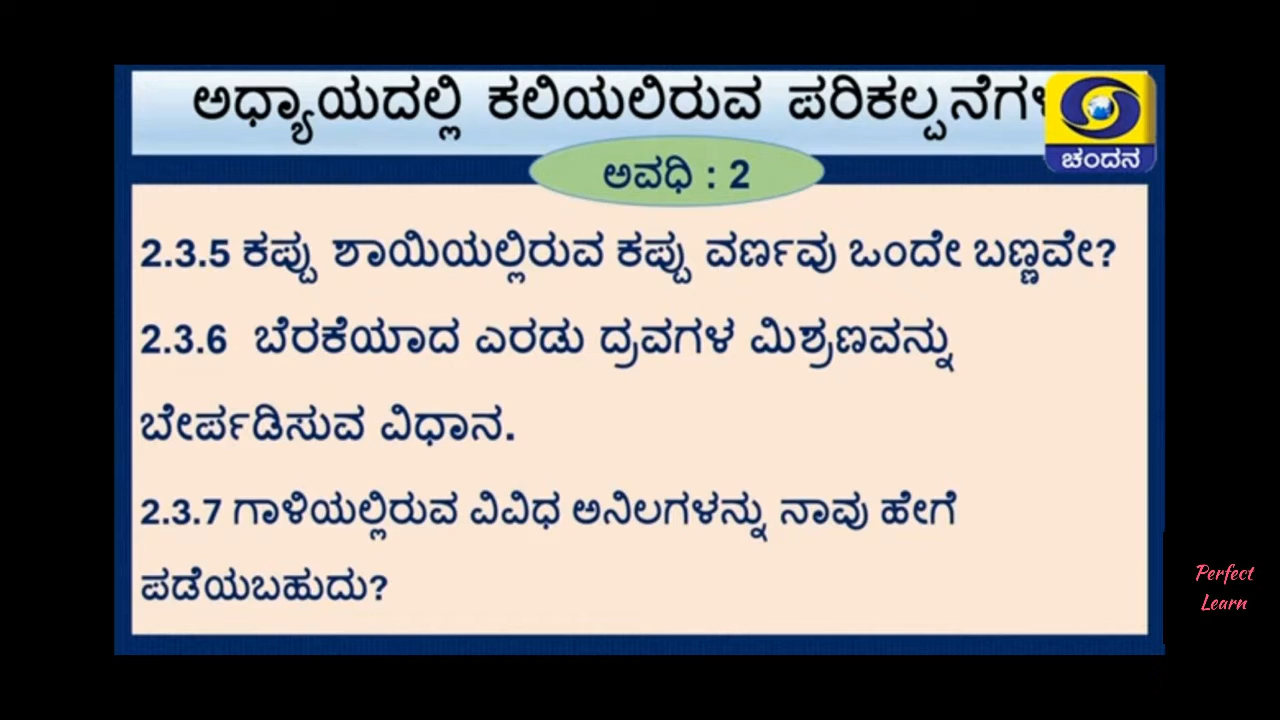 ಅಧ್ಯಾಯದಲ್ಲಿ ಕಲಿಯಲಿರುವ ಪರಿಕಲ್ಪನೆಗಳ
ಚಂದನ
ಅವಧಿ : 2
2.3.5 ಕಪ್ಪು ಶಾಯಿಯಲ್ಲಿರುವ ಕಪ್ಪು ವರ್ಣವು ಒಂದೇ ಬಣ್ಣವೇ?
2.3.6 ಬೆರಕೆಯಾದ ಎರಡು ದ್ರವಗಳ ಮಿಶ್ರಣವನ್ನು
ಬೇರ್ಪಡಿಸುವ ವಿಧಾನ.
2.3.7 ಗಾಳಿಯಲ್ಲಿರುವ ವಿವಿಧ ಅನಿಲಗಳನ್ನು ನಾವು ಹೇಗೆ
ಪಡೆಯಬಹುದು?
Perfect
Learn